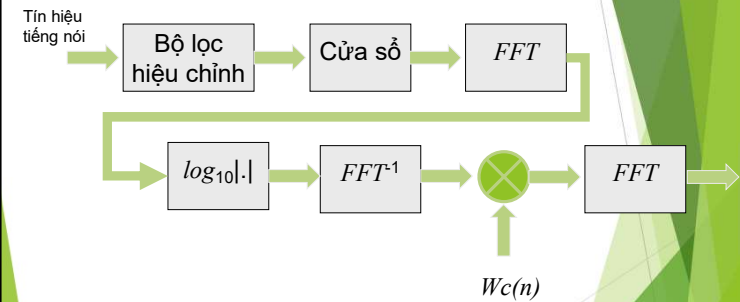 Tín hiệu
tiếng nói
Bộ lọc
hiệu chỉnh
Cửa sổ
FFT
log₁₀|.|
FFT⁻¹
FFT
Wc(n)